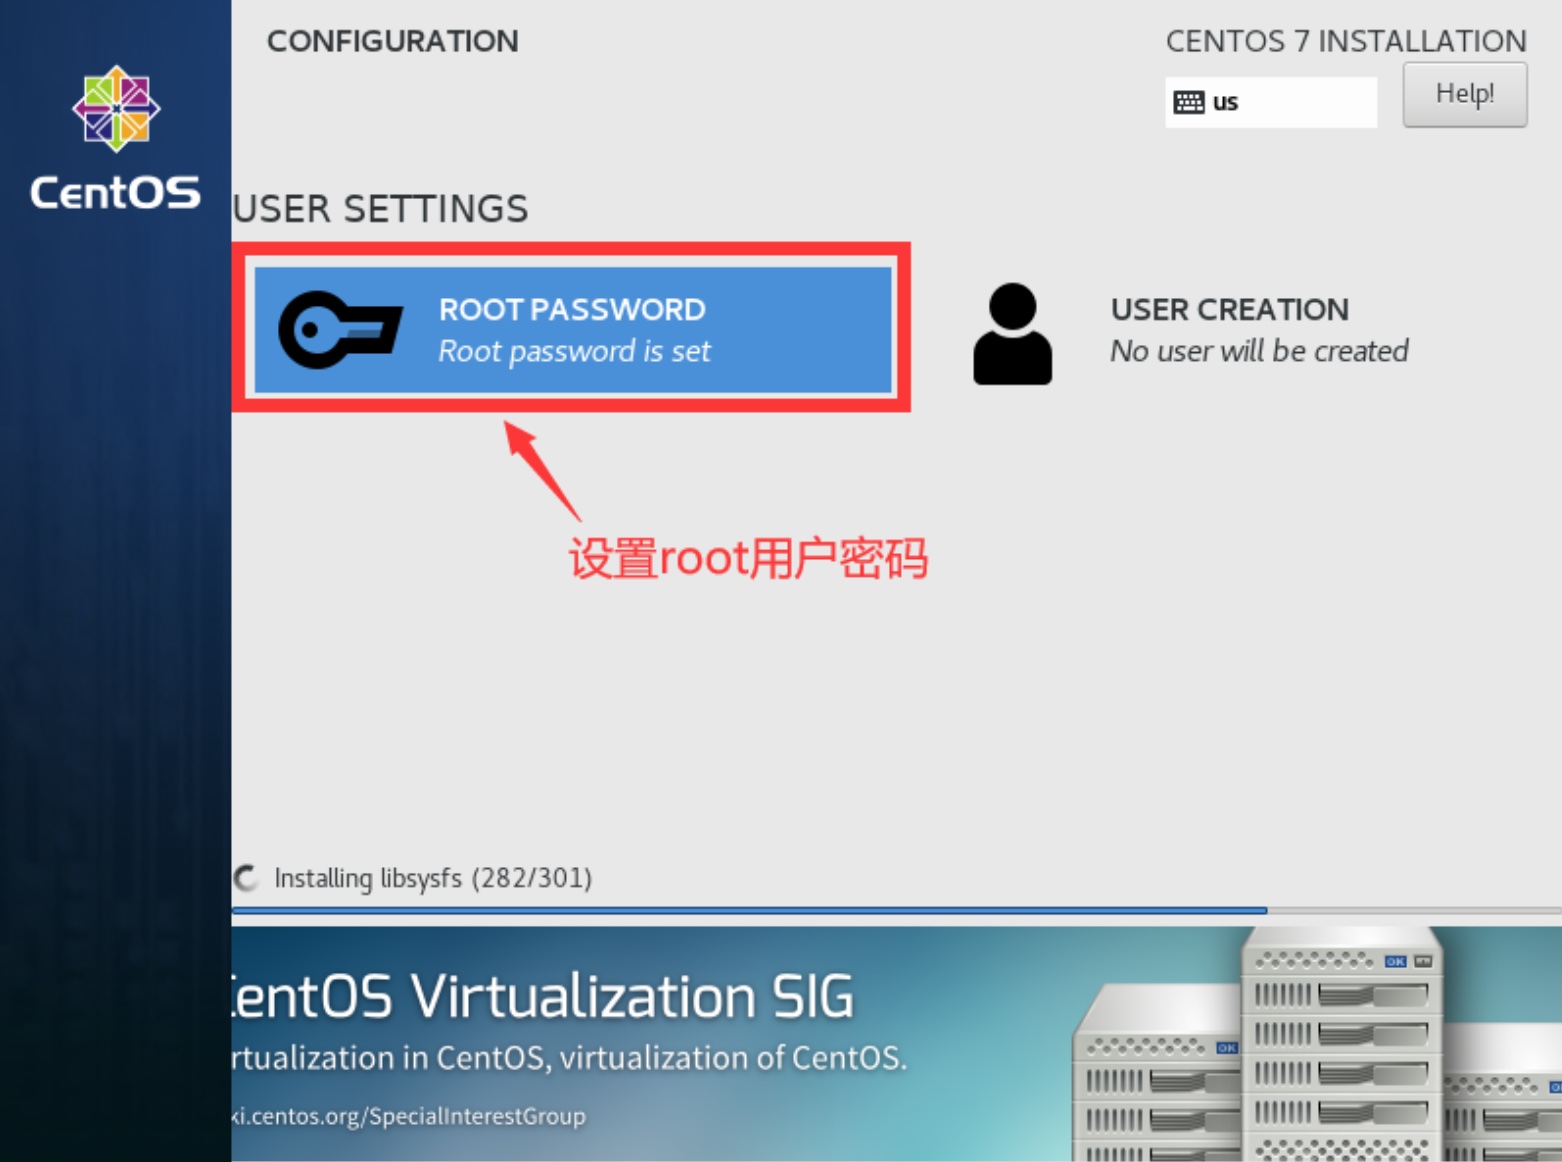 CONFIGURATION
CENTOS 7 INSTALLATION
us
Help!
CentOS
USER SETTINGS
ROOT PASSWORD
Root password is set
USER CREATION
No user will be created
设置root用户密码
Installing libsysfs (282/301)
CentOS Virtualization SIG
rtualization in CentOS, virtualization of CentOS.
ki.centos.org/SpecialInterestGroup
OK
OK